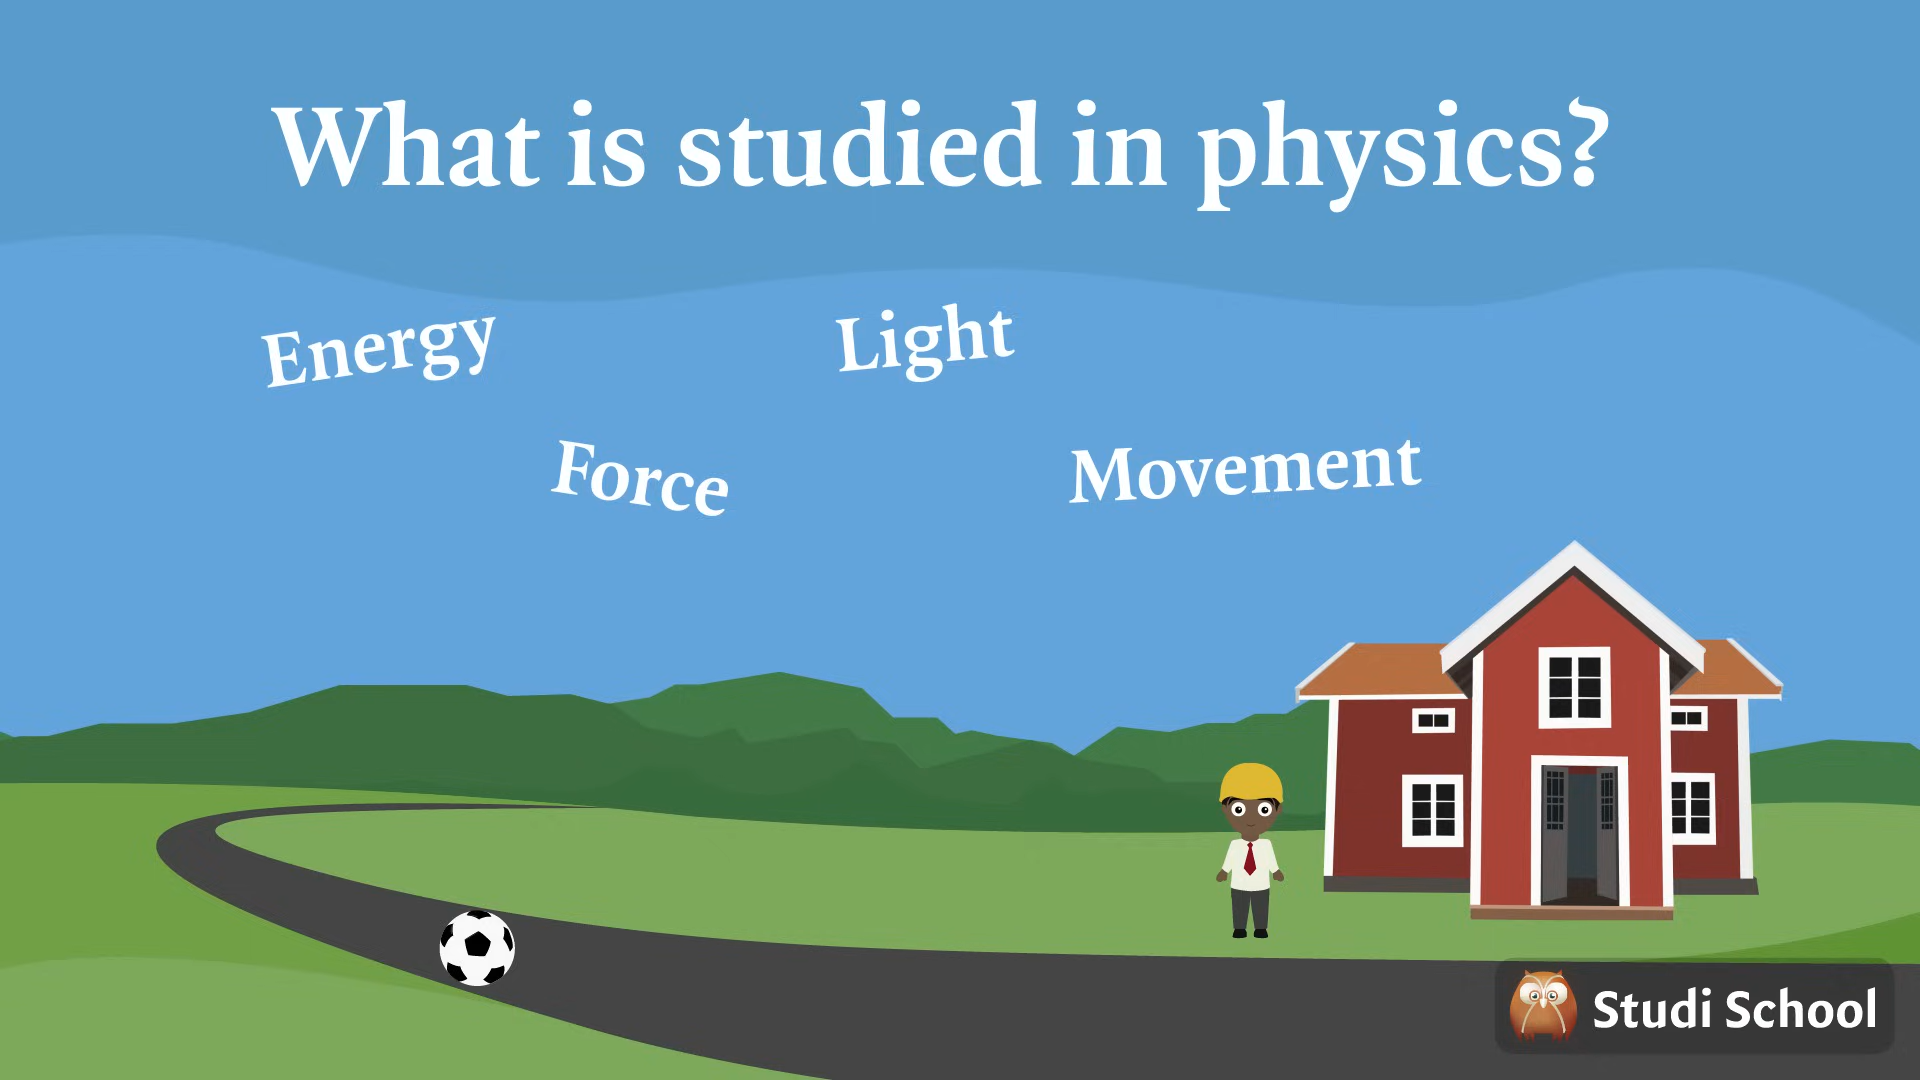 What is studied in physics?
Energy
Light
Force
Movement
Studi School